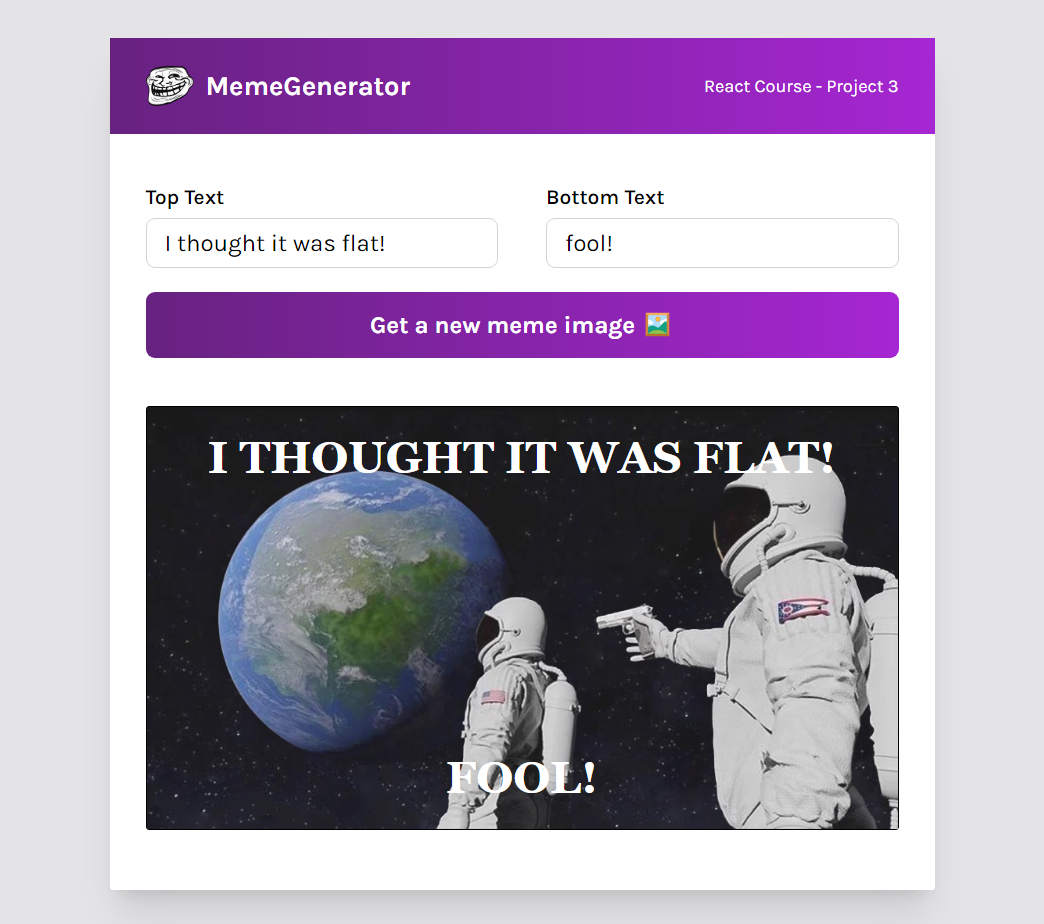 MemeGenerator
React Course - Project 3
Top Text
Bottom Text
I thought it was flat!
fool!
Get a new meme image
I THOUGHT IT WAS FLAT!
FOOL!